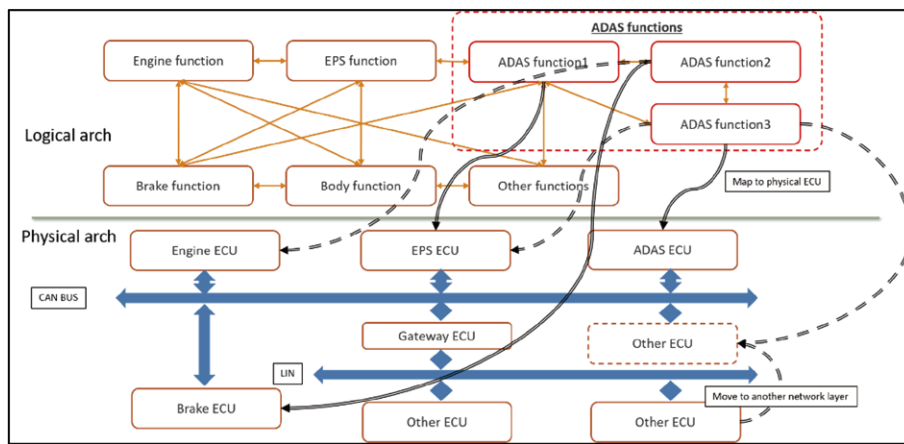 ADAS functions
Engine function
EPS function
ADAS function1
ADAS function2
ADAS function3
Logical arch
Brake function
Body function
Other functions
Map to physical ECU
Physical arch
Engine ECU
EPS ECU
ADAS ECU
CAN BUS
Gateway ECU
Other ECU
LIN
Move to another network layer
Brake ECU
Other ECU
Other ECU